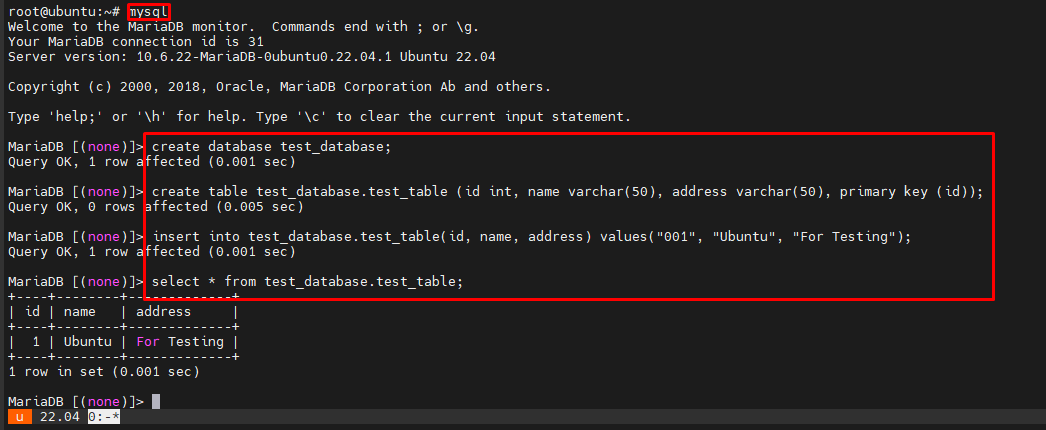 root@ubuntu:~# mysql
Welcome to the MariaDB monitor.  Commands end with ; or \g.
Your MariaDB connection id is 31
Server version: 10.6.22-MariaDB-0ubuntu0.22.04.1 Ubuntu 22.04
Copyright (c) 2000, 2018, Oracle, MariaDB Corporation Ab and others.
Type 'help;' or '\h' for help. Type '\c' to clear the current input statement.
MariaDB [(none)]> create database test_database;
Query OK, 1 row affected (0.001 sec)
MariaDB [(none)]> create table test_database.test_table (id int, name varchar(50), address varchar(50), primary key (id));
Query OK, 0 rows affected (0.005 sec)
MariaDB [(none)]> insert into test_database.test_table(id, name, address) values("001", "Ubuntu", "For Testing");
Query OK, 1 row affected (0.001 sec)
MariaDB [(none)]> select * from test_database.test_table;
+----+--------+-------------+
| id | name   | address     |
+----+--------+-------------+
|  1 | Ubuntu | For Testing |
+----+--------+-------------+
1 row in set (0.001 sec)
MariaDB [(none)]>
u 22.04 0:-*